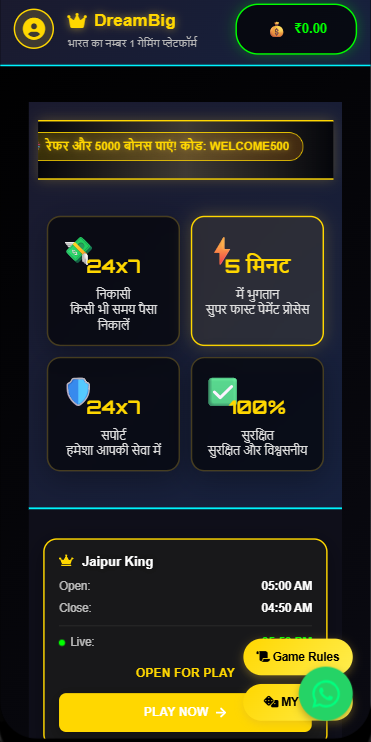 DreamBig
भारत का नम्बर 1 गेमिंग प्लेटफॉर्म
₹0.00
रेफर और 5000 बोनस पाएं! कोड: WELCOME500
24x7
निकासी
किसी भी समय पैसा
निकालें
5 मिनट
में भुगतान
सुपर फास्ट पेमेंट प्रोसेस
24x7
सपोर्ट
हमेशा आपकी सेवा में
100%
सुरक्षित
सुरक्षित और विश्वसनीय
Jaipur King
Open: 05:00 AM
Close: 04:50 AM
Live:
Game Rules
OPEN FOR PLAY
MY
PLAY NOW